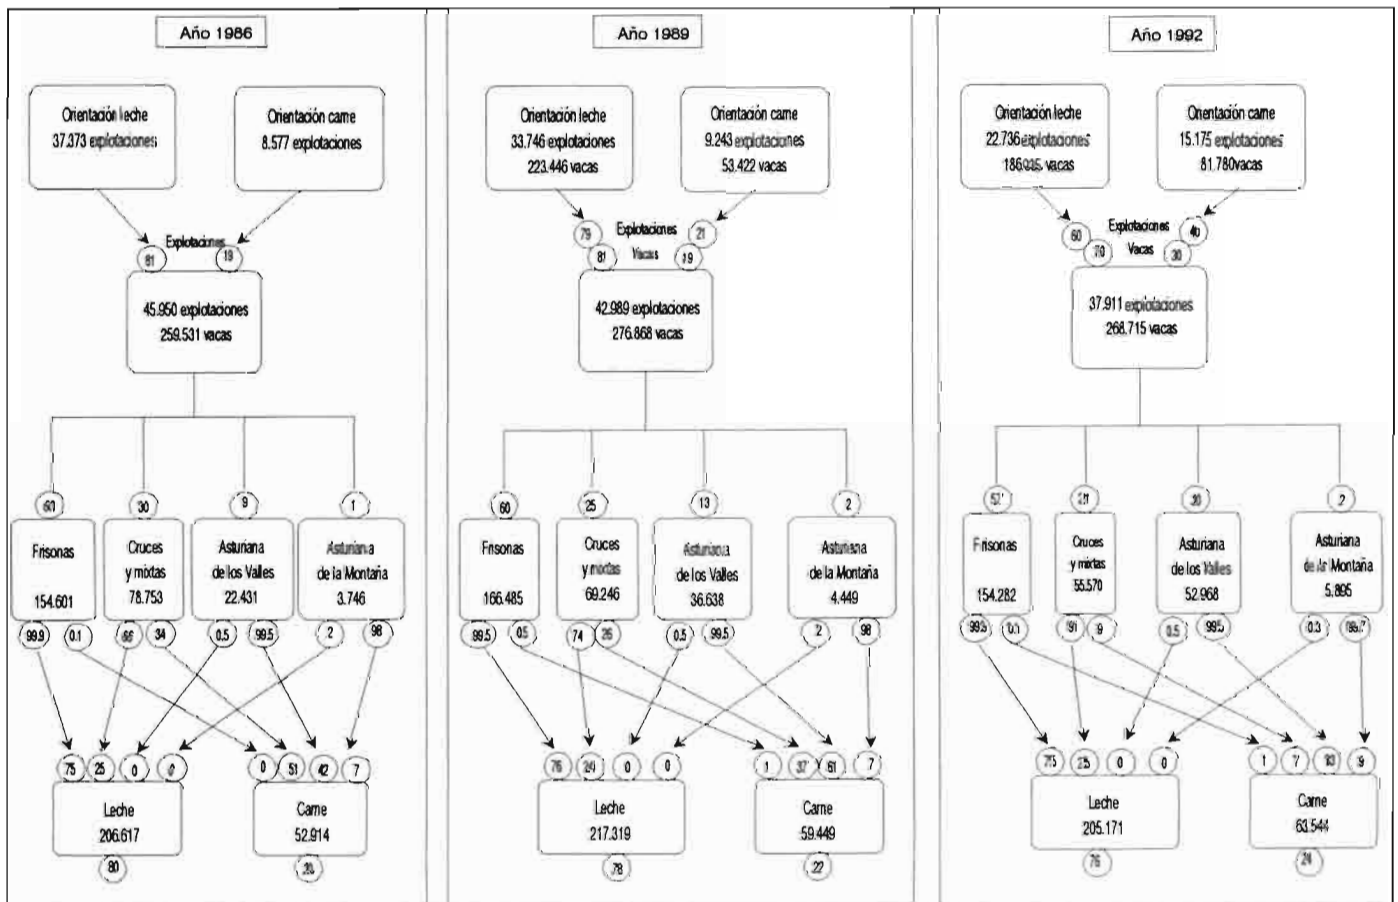 Año 1986
Orientación leche
37.373 explotaciones
Orientación carne
8.577 explotaciones
Explotaciones
81
19
45.950 explotaciones
259.531 vacas
60
30
9
1
Frisonas
154.601
Cruces
y mixtas
78.753
Asturiana
de los Valles
22.431
Asturiana
de la Montaña
3.746
99.9
0.1
66
34
0.5
99.5
2
98
75
25
0
0
0
51
42
7
Leche
206.617
Carne
52.914
80
20
Año 1989
Orientación leche
33.746 explotaciones
223.446 vacas
Orientación carne
9.243 explotaciones
53.422 vacas
79
Explotaciones
21
81
Vacas
19
42.989 explotaciones
276.868 vacas
60
25
13
2
Frisonas
166.485
Cruces
y mixtas
69.246
Asturiana
de los Valles
36.638
Asturiana
de la Montaña
4.449
99.5
0.5
74
26
0.5
99.5
2
98
76
24
0
0
1
37
61
7
Leche
217.319
Carne
59.449
78
22
Año 1992
Orientación leche
22.736 explotaciones
vacas
Orientación carne
15.175 explotaciones
81.780 vacas
60
Explotaciones
40
70
Vacas
30
37.911 explotaciones
268.715 vacas
2
Frisonas
154.282
Cruces
y mixtas
55.570
Asturiana
de los Valles
52.968
Asturiana
Montaña
5.895
91
9
0.5
99.5
0.3
75
25
0
0
1
7
9
Leche
205.171
Carne
63.544
76
24